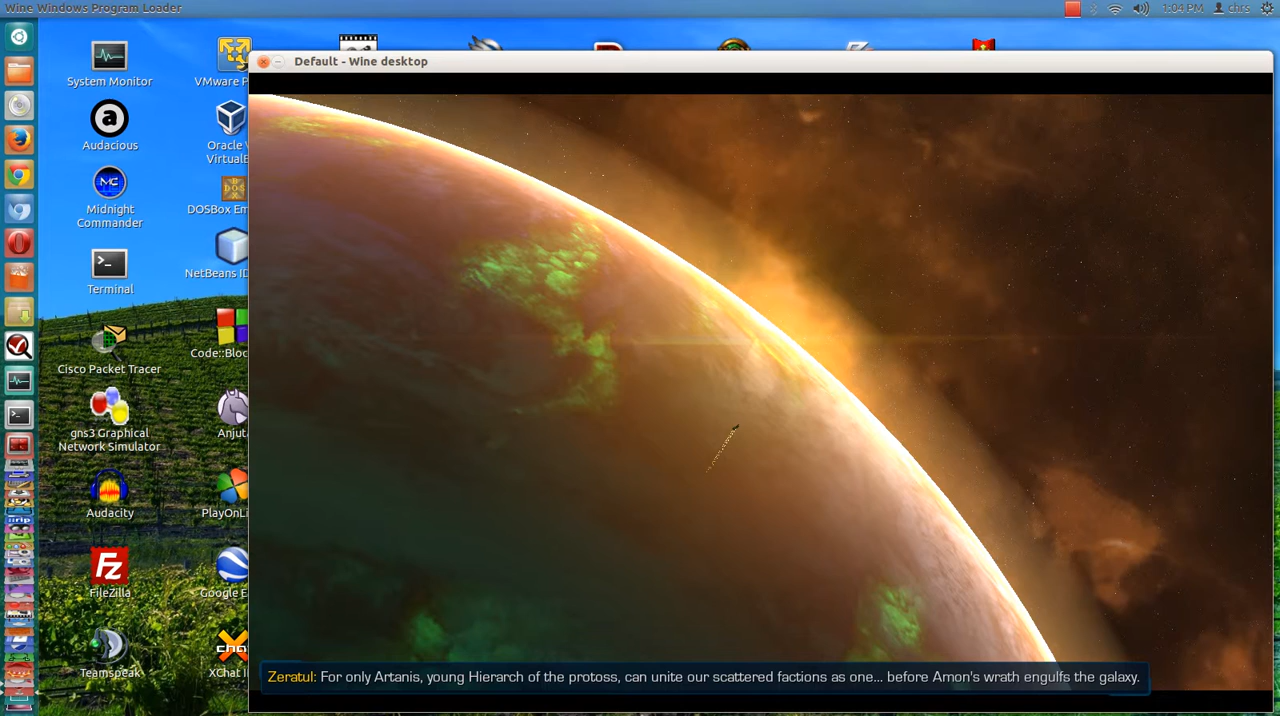 Wine Windows Program Loader
1:04 PM
chrs
Default - Wine desktop
System Monitor
VMware P
Audacious
Oracle
Virtual
Midnight
Commander
DOSBox Em
Terminal
NetBeans ID
Cisco Packet Tracer
Code::Bloc
gns3 Graphical
Network Simulator
Anjut
Audacity
PlayOnLi
FileZilla
Google E
Teamspeak
XChat I
Zeratul: For only Artanis, young Hierarch of the protoss, can unite our scattered factions as one... before Amon's wrath engulfs the galaxy.